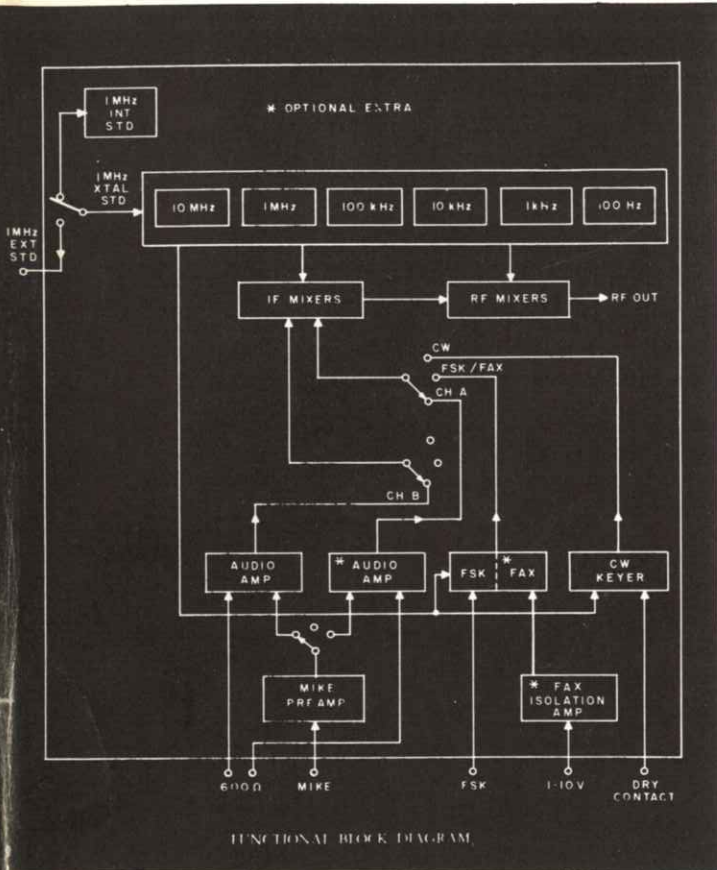 1 MHz
INT
STD
* OPTIONAL EXTRA
1MHz
XTAL
STD
10 MHz
1MHz
100 kHz
10 kHz
1kHz
100 Hz
1MHz
EXT
STD
IF MIXERS
RF MIXERS
RF OUT
CW
FSK/FAX
CH A
CH B
AUDIO
AMP
* AUDIO
AMP
FSK
* FAX
CW
KEYER
MIKE
PREAMP
* FAX
ISOLATION
AMP
600Ω
MIKE
FSK
1-10V
DRY
CONTACT
FUNCTIONAL BLOCK DIAGRAM